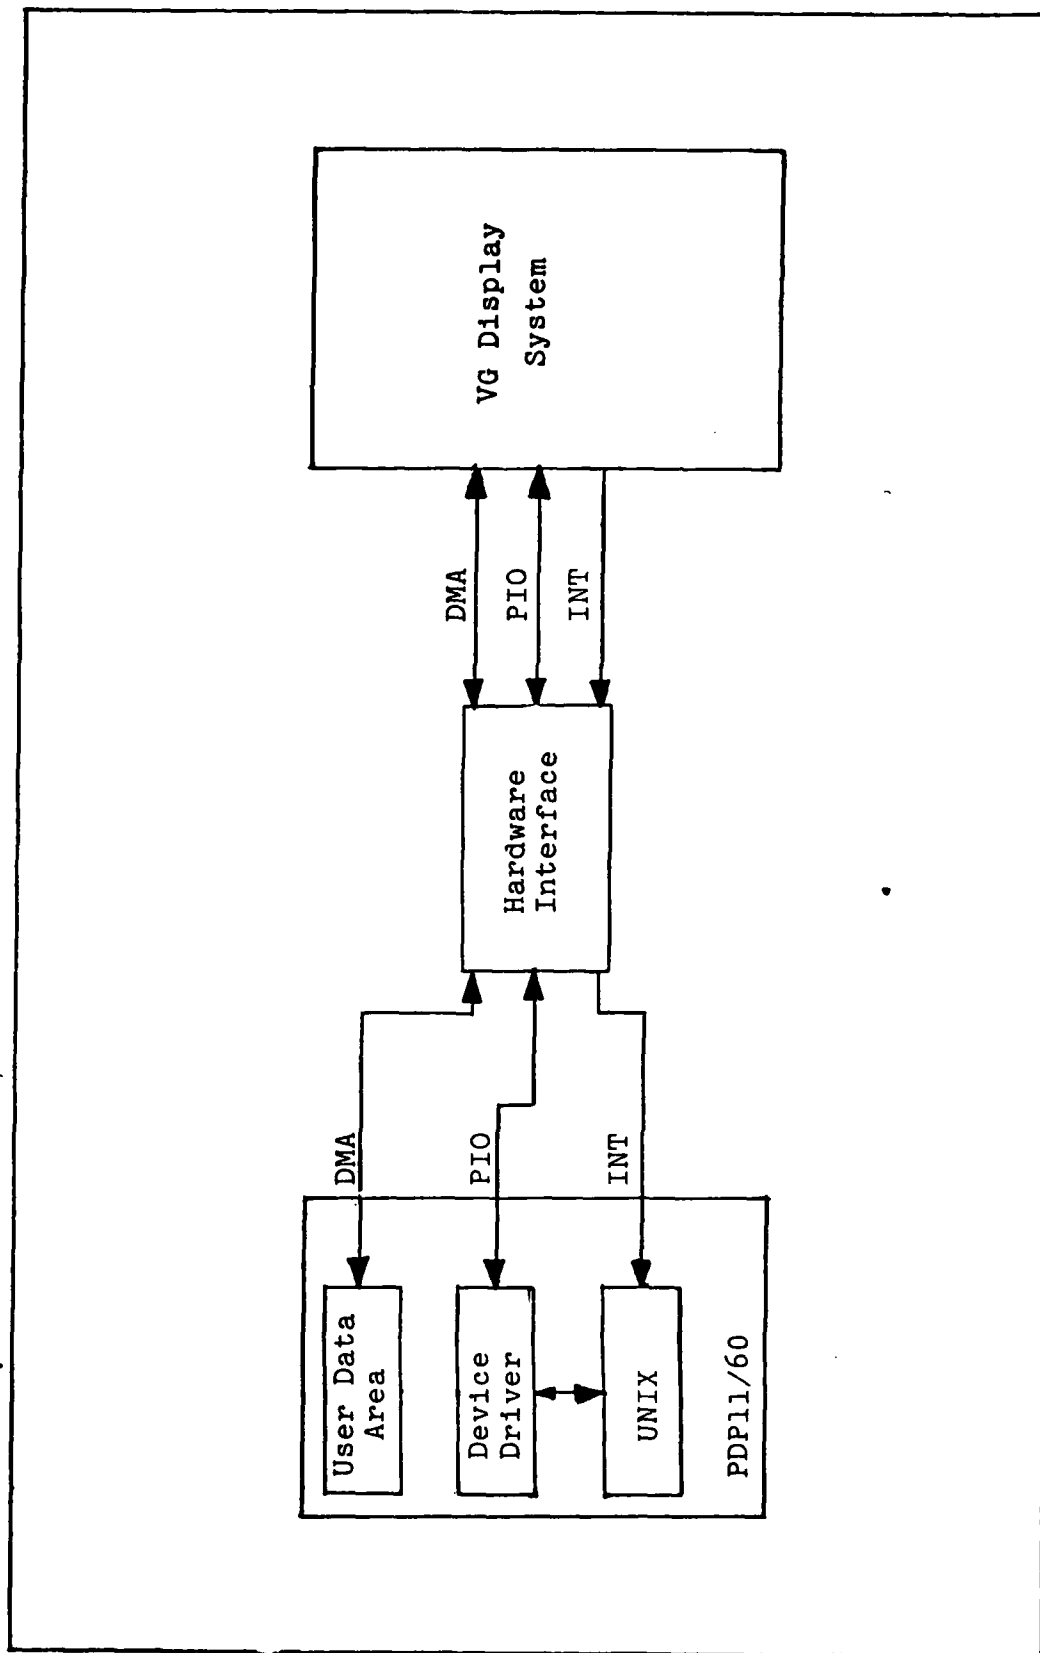 User Data
Area
Device
Driver
UNIX
PDP11/60
DMA
PIO
INT
Hardware
Interface
DMA
PIO
INT
VG Display
System